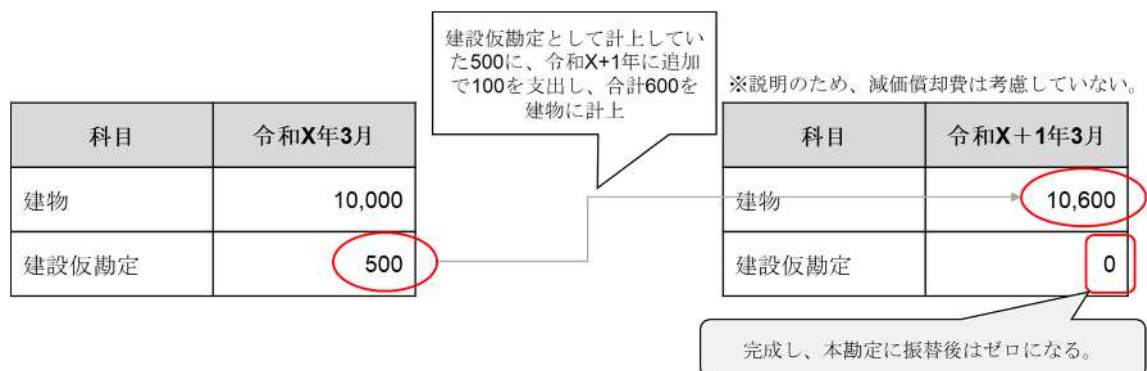 建設仮勘定として計上してい
た500に、令和X+1年に追加
で100を支出し、合計600を
建物に計上
※説明のため、減価償却費は考慮していない。
科目 令和X年3月
建物 10,000
建設仮勘定 500
科目 令和X＋1年3月
建物 10,600
建設仮勘定 0
完成し、本勘定に振替後はゼロになる。